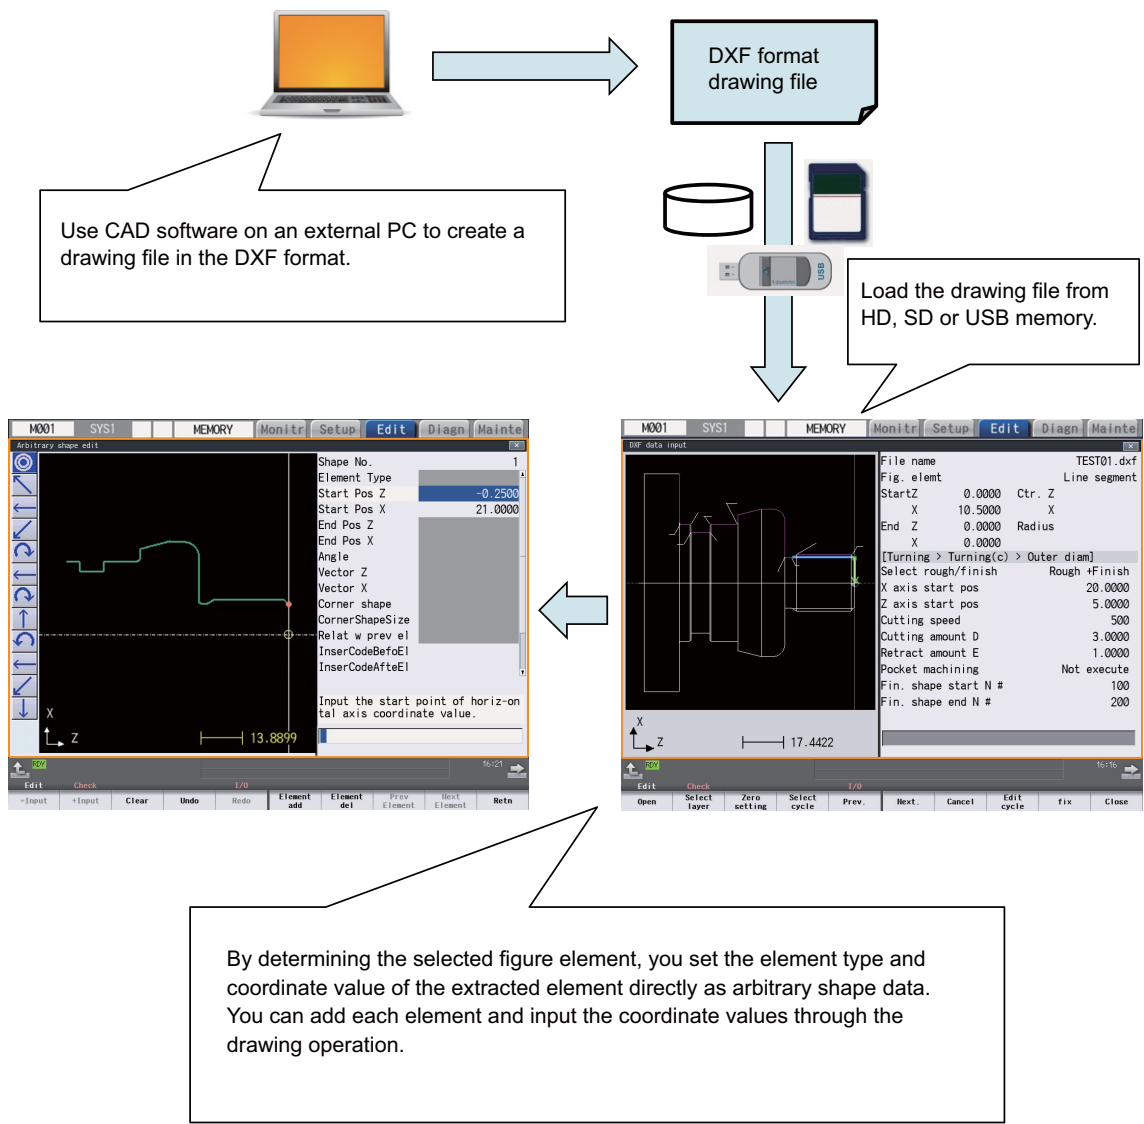 DXF format
drawing file
Use CAD software on an external PC to create a
drawing file in the DXF format.
USB
Load the drawing file from
HD, SD or USB memory.
M001 SYS1 MEMORY Monitr Setup Edit Diagn Mainte
Arbitrary shape edit
Shape No. 1
Element Type
Start Pos Z -0.2500
Start Pos X 21.0000
End Pos Z
End Pos X
Angle
Vector Z
Vector X
Corner shape
CornerShapeSize
Relat w prev el
InserCodeBefoEl
InserCodeAfteEl
Input the start point of horiz-on
tal axis coordinate value.
X
Z 13.8899
RDY 16:21
Edit Check I/O
-Input +Input Clear Undo Redo Element add Element del Prev Element Next Element Retn
M001 SYS1 MEMORY Monitr Setup Edit Diagn Mainte
DXF data input
File name TEST01.dxf
Fig. elemt Line segment
StartZ 0.0000 Ctr. Z
X 10.5000 X
End Z 0.0000 Radius
X 0.0000
[Turning > Turning(c) > Outer diam]
Select rough/finish Rough +Finish
X axis start pos 20.0000
Z axis start pos 5.0000
Cutting speed 500
Cutting amount D 3.0000
Retract amount E 1.0000
Pocket machining Not execute
Fin. shape start N # 100
Fin. shape end N # 200
X
Z 17.4422
RDY 16:16
Edit Check I/O
Open Select layer Zero setting Select cycle Prev. Next. Cancel Edit cycle fix Close
By determining the selected figure element, you set the element type and
coordinate value of the extracted element directly as arbitrary shape data.
You can add each element and input the coordinate values through the
drawing operation.